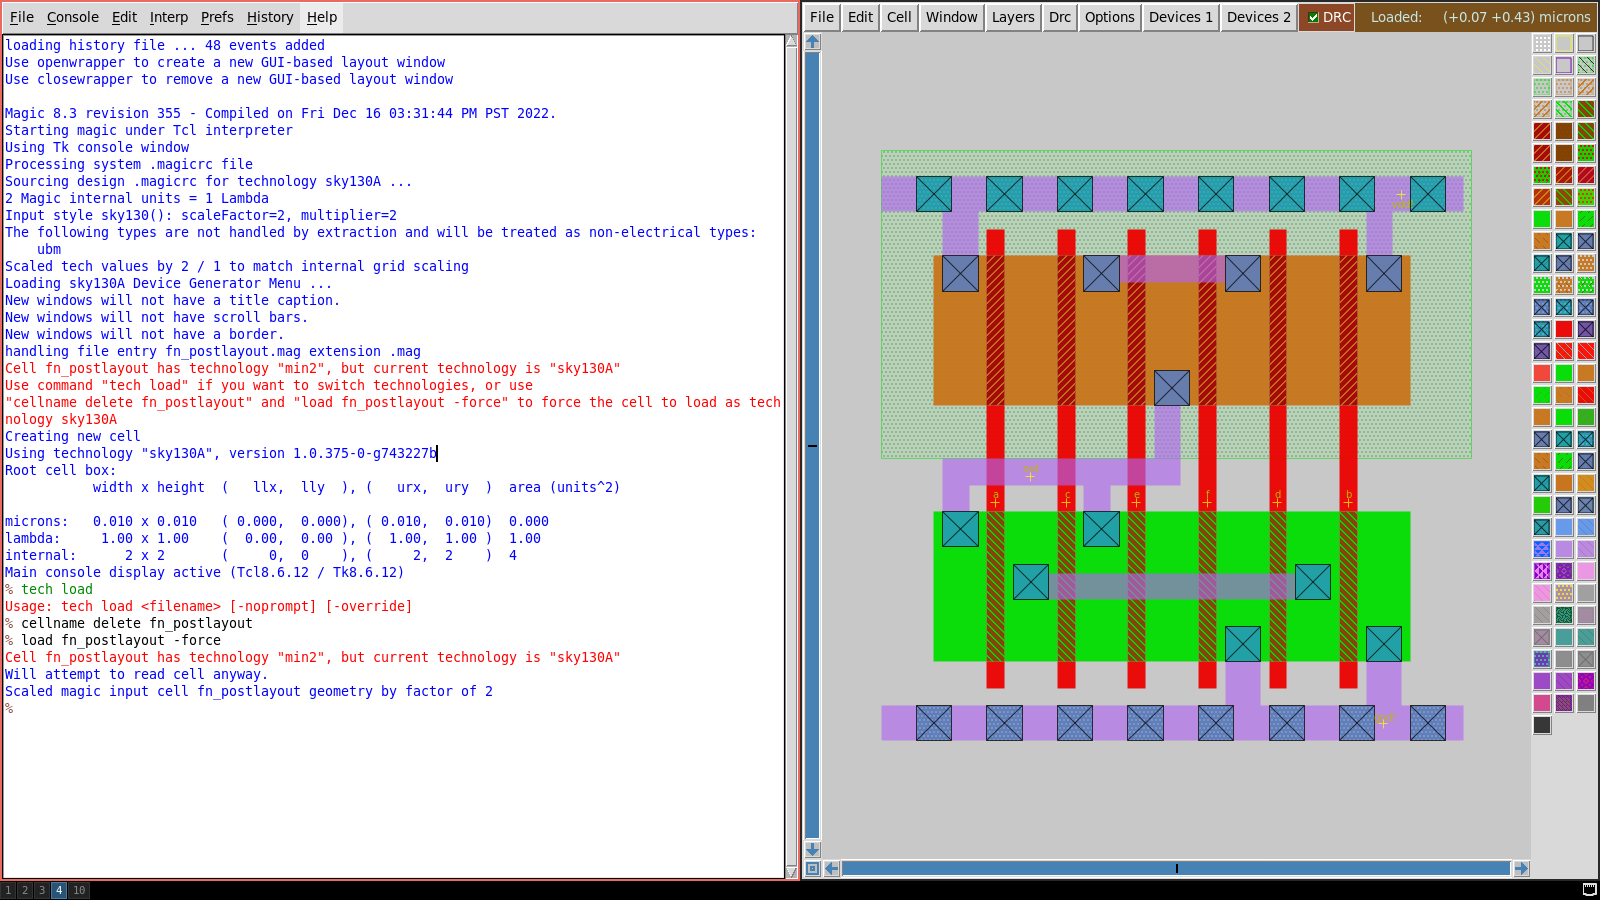 File Console Edit Interp Prefs History Help
loading history file ... 48 events added
Use openwrapper to create a new GUI-based layout window
Use closewrapper to remove a new GUI-based layout window
Magic 8.3 revision 355 - Compiled on Fri Dec 16 03:31:44 PM PST 2022.
Starting magic under Tcl interpreter
Using Tk console window
Processing system .magicrc file
Sourcing design .magicrc for technology sky130A ...
2 Magic internal units = 1 Lambda
Input style sky130(): scaleFactor=2, multiplier=2
The following types are not handled by extraction and will be treated as non-electrical types:
ubm
Scaled tech values by 2 / 1 to match internal grid scaling
Loading sky130A Device Generator Menu ...
New windows will not have a title caption.
New windows will not have scroll bars.
New windows will not have a border.
handling file entry fn_postlayout.mag extension .mag
Cell fn_postlayout has technology "min2", but current technology is "sky130A"
Use command "tech load" if you want to switch technologies, or use
"cellname delete fn_postlayout" and "load fn_postlayout -force" to force the cell to load as tech
nology sky130A
Creating new cell
Using technology "sky130A", version 1.0.375-0-g743227b
Root cell box:
width x height ( llx, lly ), ( urx, ury ) area (units^2)
microns: 0.010 x 0.010 ( 0.000, 0.000), ( 0.010, 0.010) 0.000
lambda: 1.00 x 1.00 ( 0.00, 0.00 ), ( 1.00, 1.00 ) 1.00
internal: 2 x 2 ( 0, 0 ), ( 2, 2 ) 4
Main console display active (Tcl8.6.12 / Tk8.6.12)
% tech load
Usage: tech load <filename> [-noprompt] [-override]
% cellname delete fn_postlayout
% load fn_postlayout -force
Cell fn_postlayout has technology "min2", but current technology is "sky130A"
Will attempt to read cell anyway.
Scaled magic input cell fn_postlayout geometry by factor of 2
%
File Edit Cell Window Layers Drc Options Devices 1 Devices 2 DRC Loaded: (+0.07 +0.43) microns
a c e f d b
1 2 3 4 10